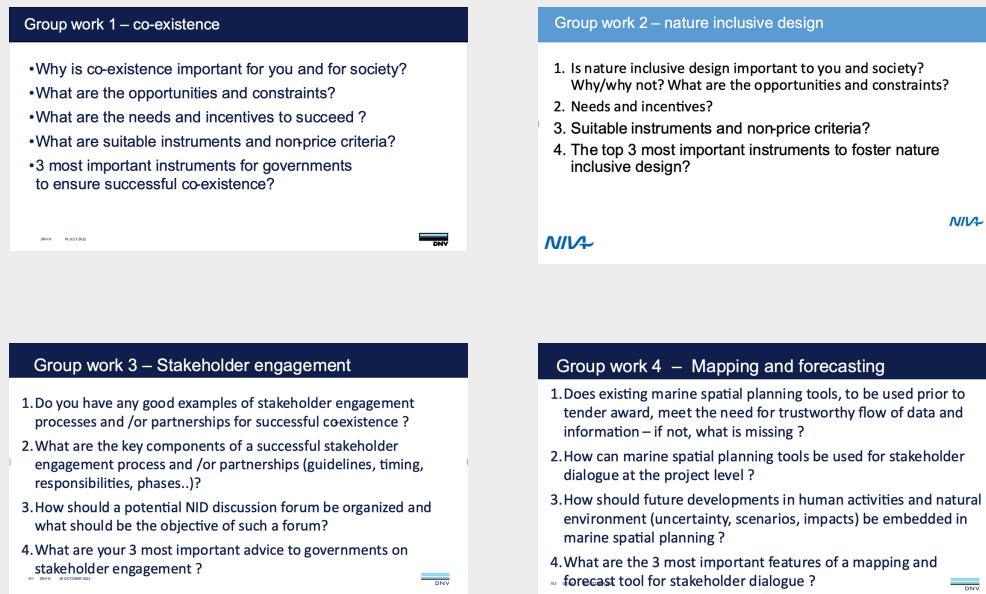 Group work 1 – co-existence
•Why is co-existence important for you and for society?
•What are the opportunities and constraints?
•What are the needs and incentives to succeed ?
•What are suitable instruments and non-price criteria?
•3 most important instruments for governments
to ensure successful co-existence?
DNV
Group work 2 – nature inclusive design
1. Is nature inclusive design important to you and society?
Why/why not? What are the opportunities and constraints?
2. Needs and incentives?
3. Suitable instruments and non-price criteria?
4. The top 3 most important instruments to foster nature
inclusive design?
NIVA
NIVA
Group work 3 – Stakeholder engagement
1. Do you have any good examples of stakeholder engagement
processes and /or partnerships for successful coexistence ?
2. What are the key components of a successful stakeholder
engagement process and /or partnerships (guidelines, timing,
responsibilities, phases..)?
3. How should a potential NID discussion forum be organized and
what should be the objective of such a forum?
4. What are your 3 most important advice to governments on
stakeholder engagement ?
DNV
Group work 4 – Mapping and forecasting
1. Does existing marine spatial planning tools, to be used prior to
tender award, meet the need for trustworthy flow of data and
information – if not, what is missing ?
2. How can marine spatial planning tools be used for stakeholder
dialogue at the project level ?
3. How should future developments in human activities and natural
environment (uncertainty, scenarios, impacts) be embedded in
marine spatial planning ?
4. What are the 3 most important features of a mapping and
forecast tool for stakeholder dialogue ?
DNV